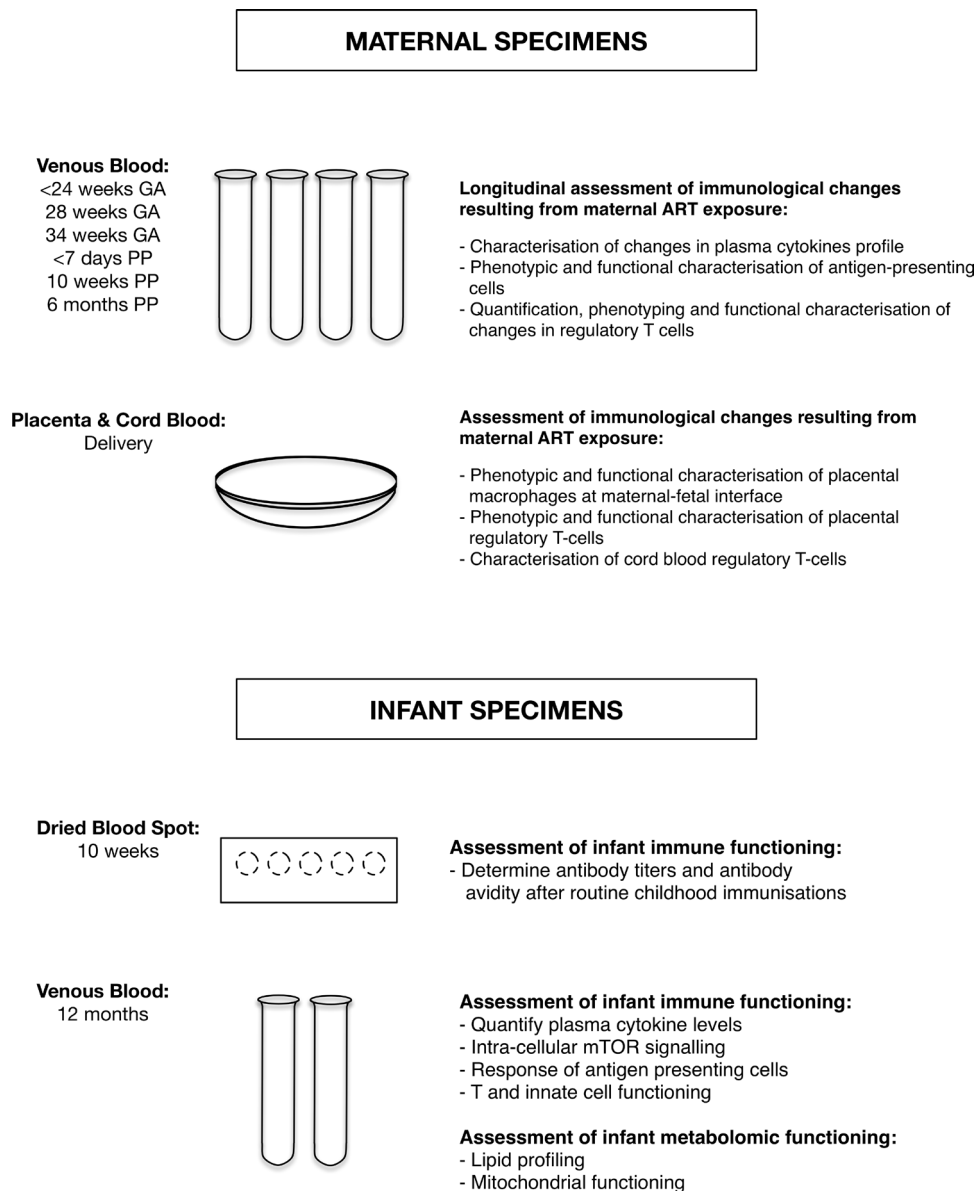 MATERNAL SPECIMENS
Venous Blood:
<24 weeks GA
28 weeks GA
34 weeks GA
<7 days PP
10 weeks PP
6 months PP
Longitudinal assessment of immunological changes
resulting from maternal ART exposure:
- Characterisation of changes in plasma cytokines profile
- Phenotypic and functional characterisation of antigen-presenting
cells
- Quantification, phenotyping and functional characterisation of
changes in regulatory T cells
Placenta & Cord Blood:
Delivery
Assessment of immunological changes resulting from
maternal ART exposure:
- Phenotypic and functional characterisation of placental
macrophages at maternal-fetal interface
- Phenotypic and functional characterisation of placental
regulatory T-cells
- Characterisation of cord blood regulatory T-cells
INFANT SPECIMENS
Dried Blood Spot:
10 weeks
Assessment of infant immune functioning:
- Determine antibody titers and antibody
avidity after routine childhood immunisations
Venous Blood:
12 months
Assessment of infant immune functioning:
- Quantify plasma cytokine levels
- Intra-cellular mTOR signalling
- Response of antigen presenting cells
- T and innate cell functioning
Assessment of infant metabolomic functioning:
- Lipid profiling
- Mitochondrial functioning